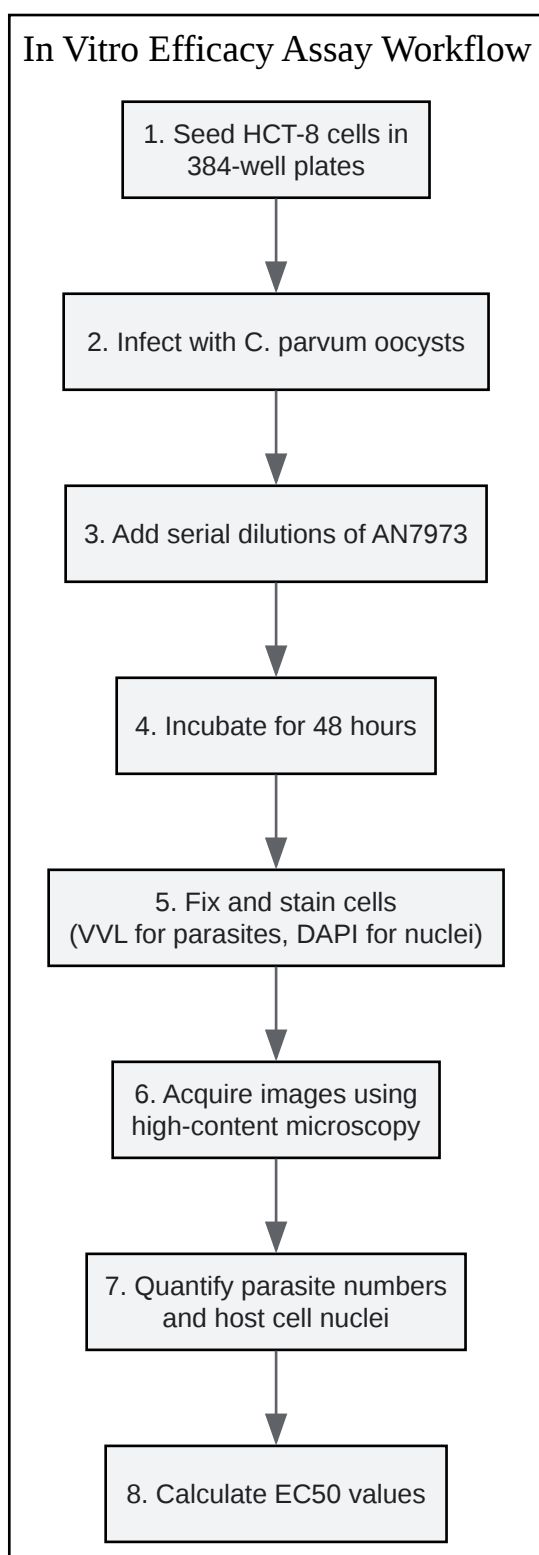 In Vitro Efficacy Assay Workflow
1. Seed HCT-8 cells in
384-well plates
2. Infect with C. parvum oocysts
3. Add serial dilutions of AN7973
4. Incubate for 48 hours
5. Fix and stain cells
(VVL for parasites, DAPI for nuclei)
6. Acquire images using
high-content microscopy
7. Quantify parasite numbers
and host cell nuclei
8. Calculate EC50 values